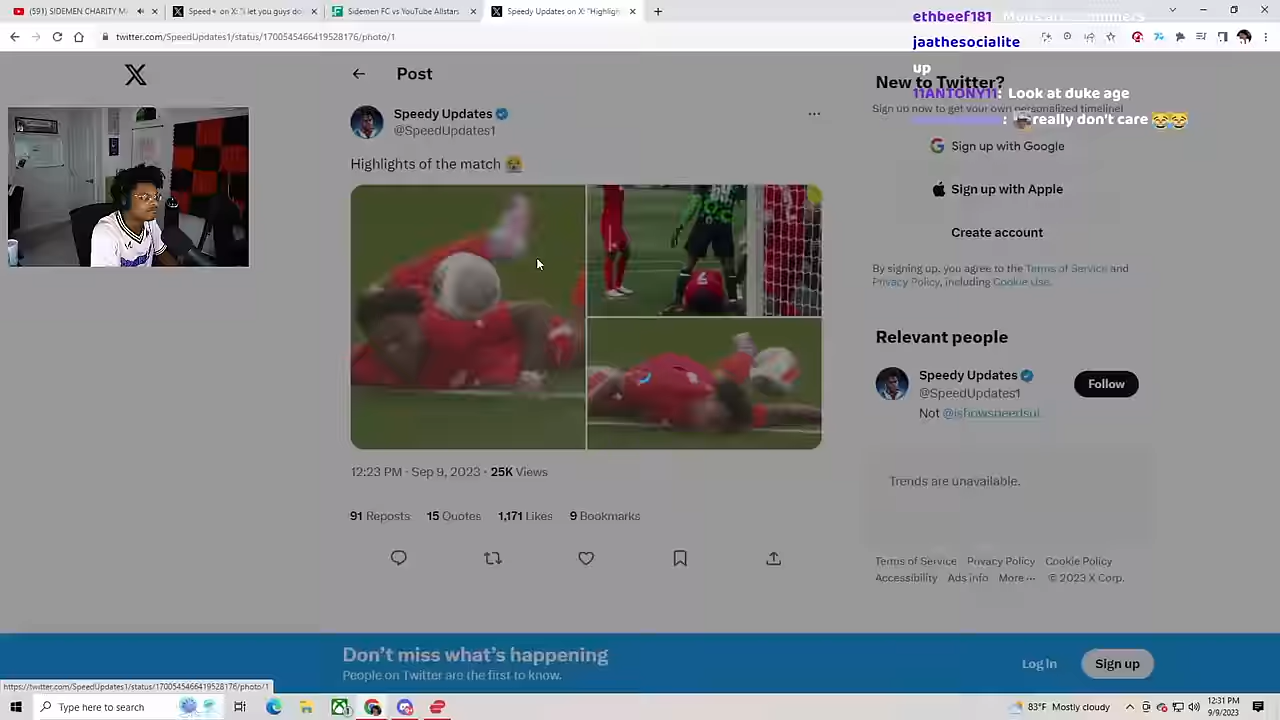 (591) SIDEMEN CHARITY M
Speed+ on X: "I let you guys do
Sidemen FC vs YouTube Allstars
Speedy Updates on X: "Highligh
twitter.com/SpeedUpdates1/status/1700545466419528176/photo/1
ethbeef181
jaathesocialite
up
11ANTONY11: Look at duke age
: really don't care 😂😂
Post
Speedy Updates
@SpeedUpdates1
Highlights of the match 😭
7
12:23 PM · Sep 9, 2023 · 25K Views
91 Reposts 15 Quotes 1,171 Likes 9 Bookmarks
New to Twitter?
Sign up now to get your own personalized timeline!
Sign up with Google
Sign up with Apple
Create account
By signing up, you agree to the Terms of Service and
Privacy Policy, including Cookie Use.
Relevant people
Speedy Updates
@SpeedUpdates1
Follow
Not @ishowspeedsui
Trends are unavailable.
Terms of Service Privacy Policy Cookie Policy
Accessibility Ads info More ··· © 2023 X Corp.
Don't miss what's happening
People on Twitter are the first to know.
Log in
Sign up
https://twitter.com/SpeedUpdates1/status/1700545466419528176/photo/1
Type here to search
83°F Mostly cloudy
12:31 PM
9/9/2023